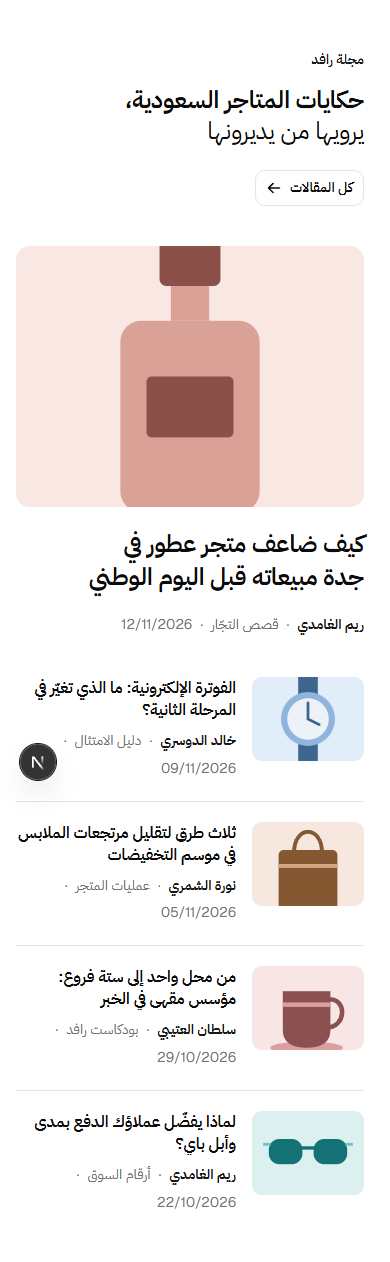 مجلة رافد
حكايات المتاجر السعودية،
يرويها من يديرونها
كل المقالات
كيف ضاعف متجر عطور في
جدة مبيعاته قبل اليوم الوطني
ريم الغامدي · قصص التجّار · 12/11/2026
الفوترة الإلكترونية: ما الذي تغيّر في
المرحلة الثانية؟
خالد الدوسري · دليل الامتثال ·
09/11/2026
N
ثلاث طرق لتقليل مرتجعات الملابس
في موسم التخفيضات
نورة الشمري · عمليات المتجر ·
05/11/2026
من محل واحد إلى ستة فروع:
مؤسس مقهى في الخبر
سلطان العتيبي · بودكاست رافد ·
29/10/2026
لماذا يفضّل عملاؤك الدفع بمدى
وأبل باي؟
ريم الغامدي · أرقام السوق ·
22/10/2026